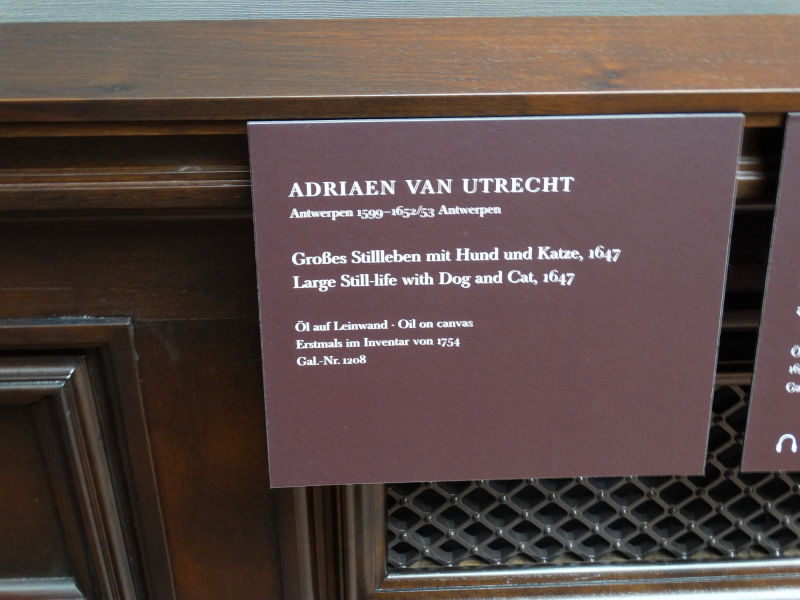 ADRIAEN VAN UTRECHT
Antwerpen 1599–1652/53 Antwerpen
Großes Stillleben mit Hund und Katze, 1647
Large Still-life with Dog and Cat, 1647
Öl auf Leinwand · Oil on canvas
Erstmals im Inventar von 1754
Gal.-Nr. 1208